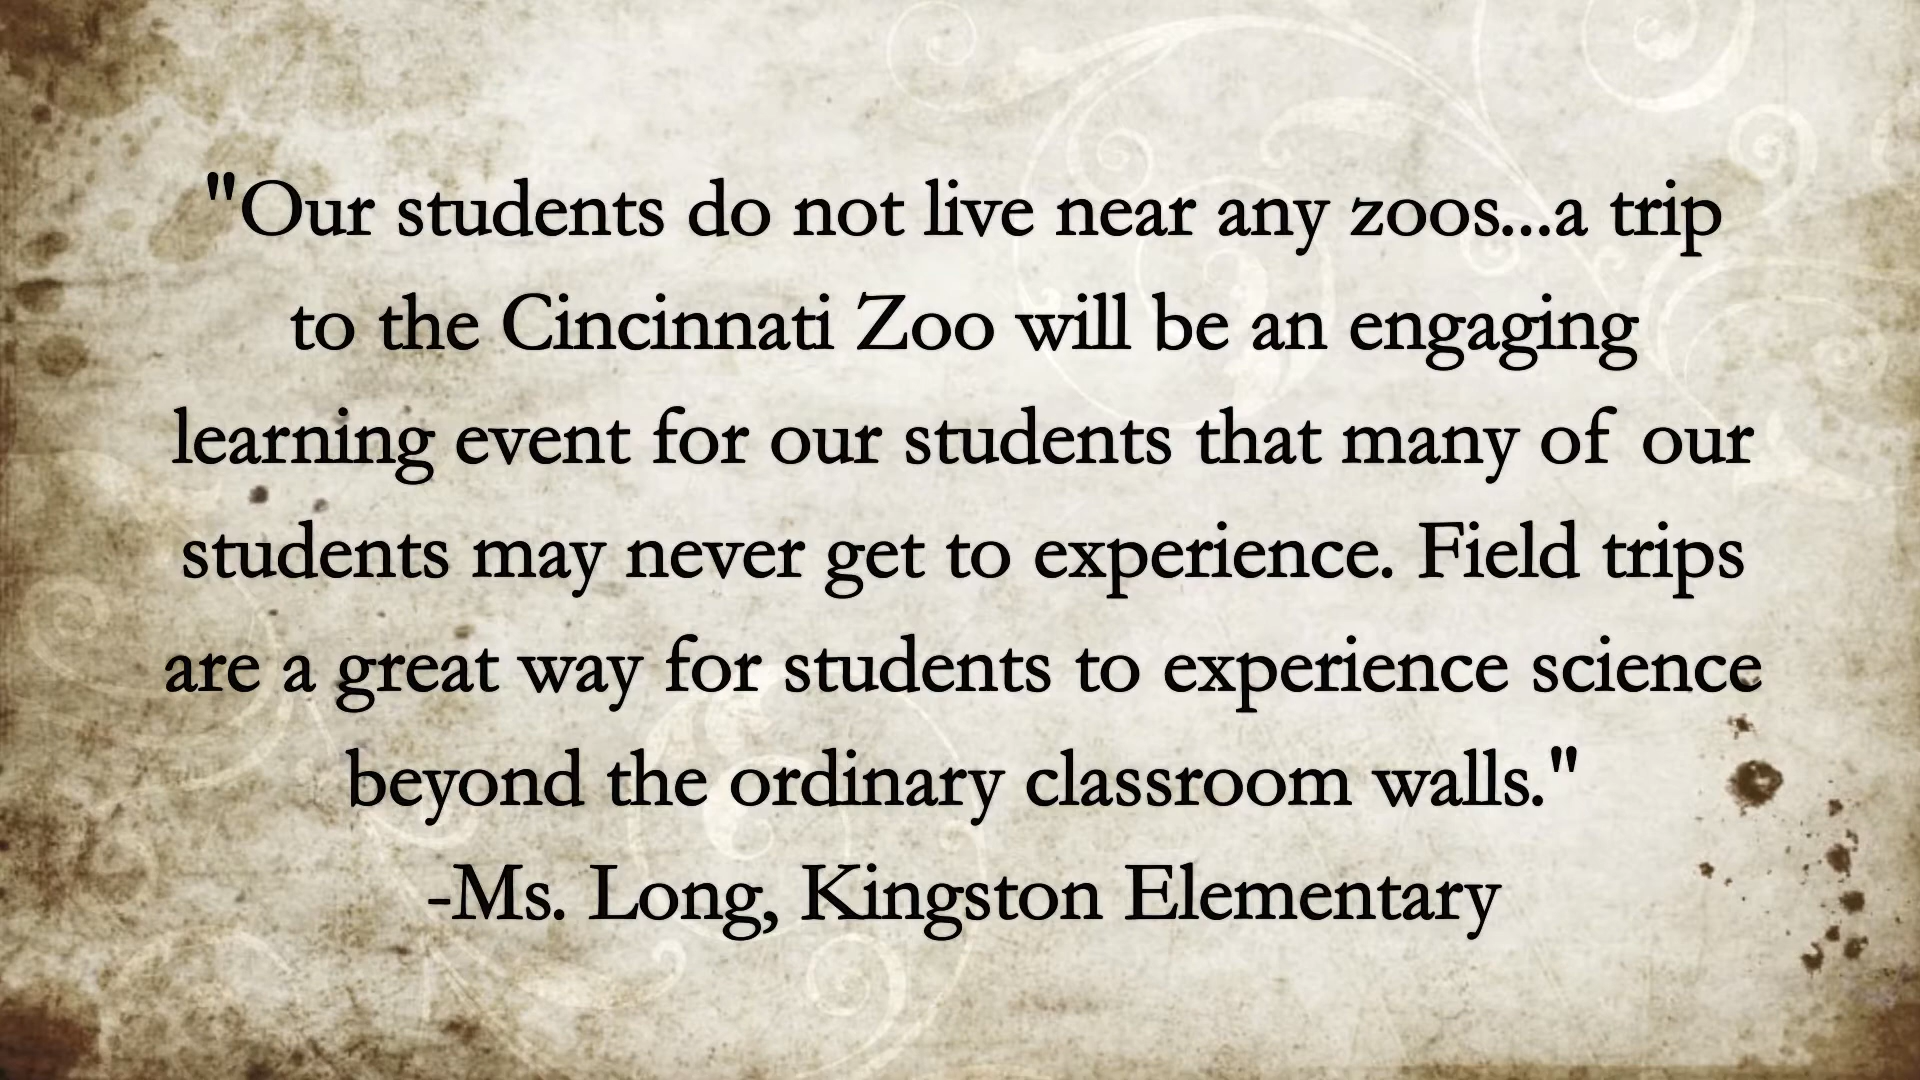 "Our students do not live near any zoos...a trip
to the Cincinnati Zoo will be an engaging
learning event for our students that many of our
students may never get to experience. Field trips
are a great way for students to experience science
beyond the ordinary classroom walls."
-Ms. Long, Kingston Elementary